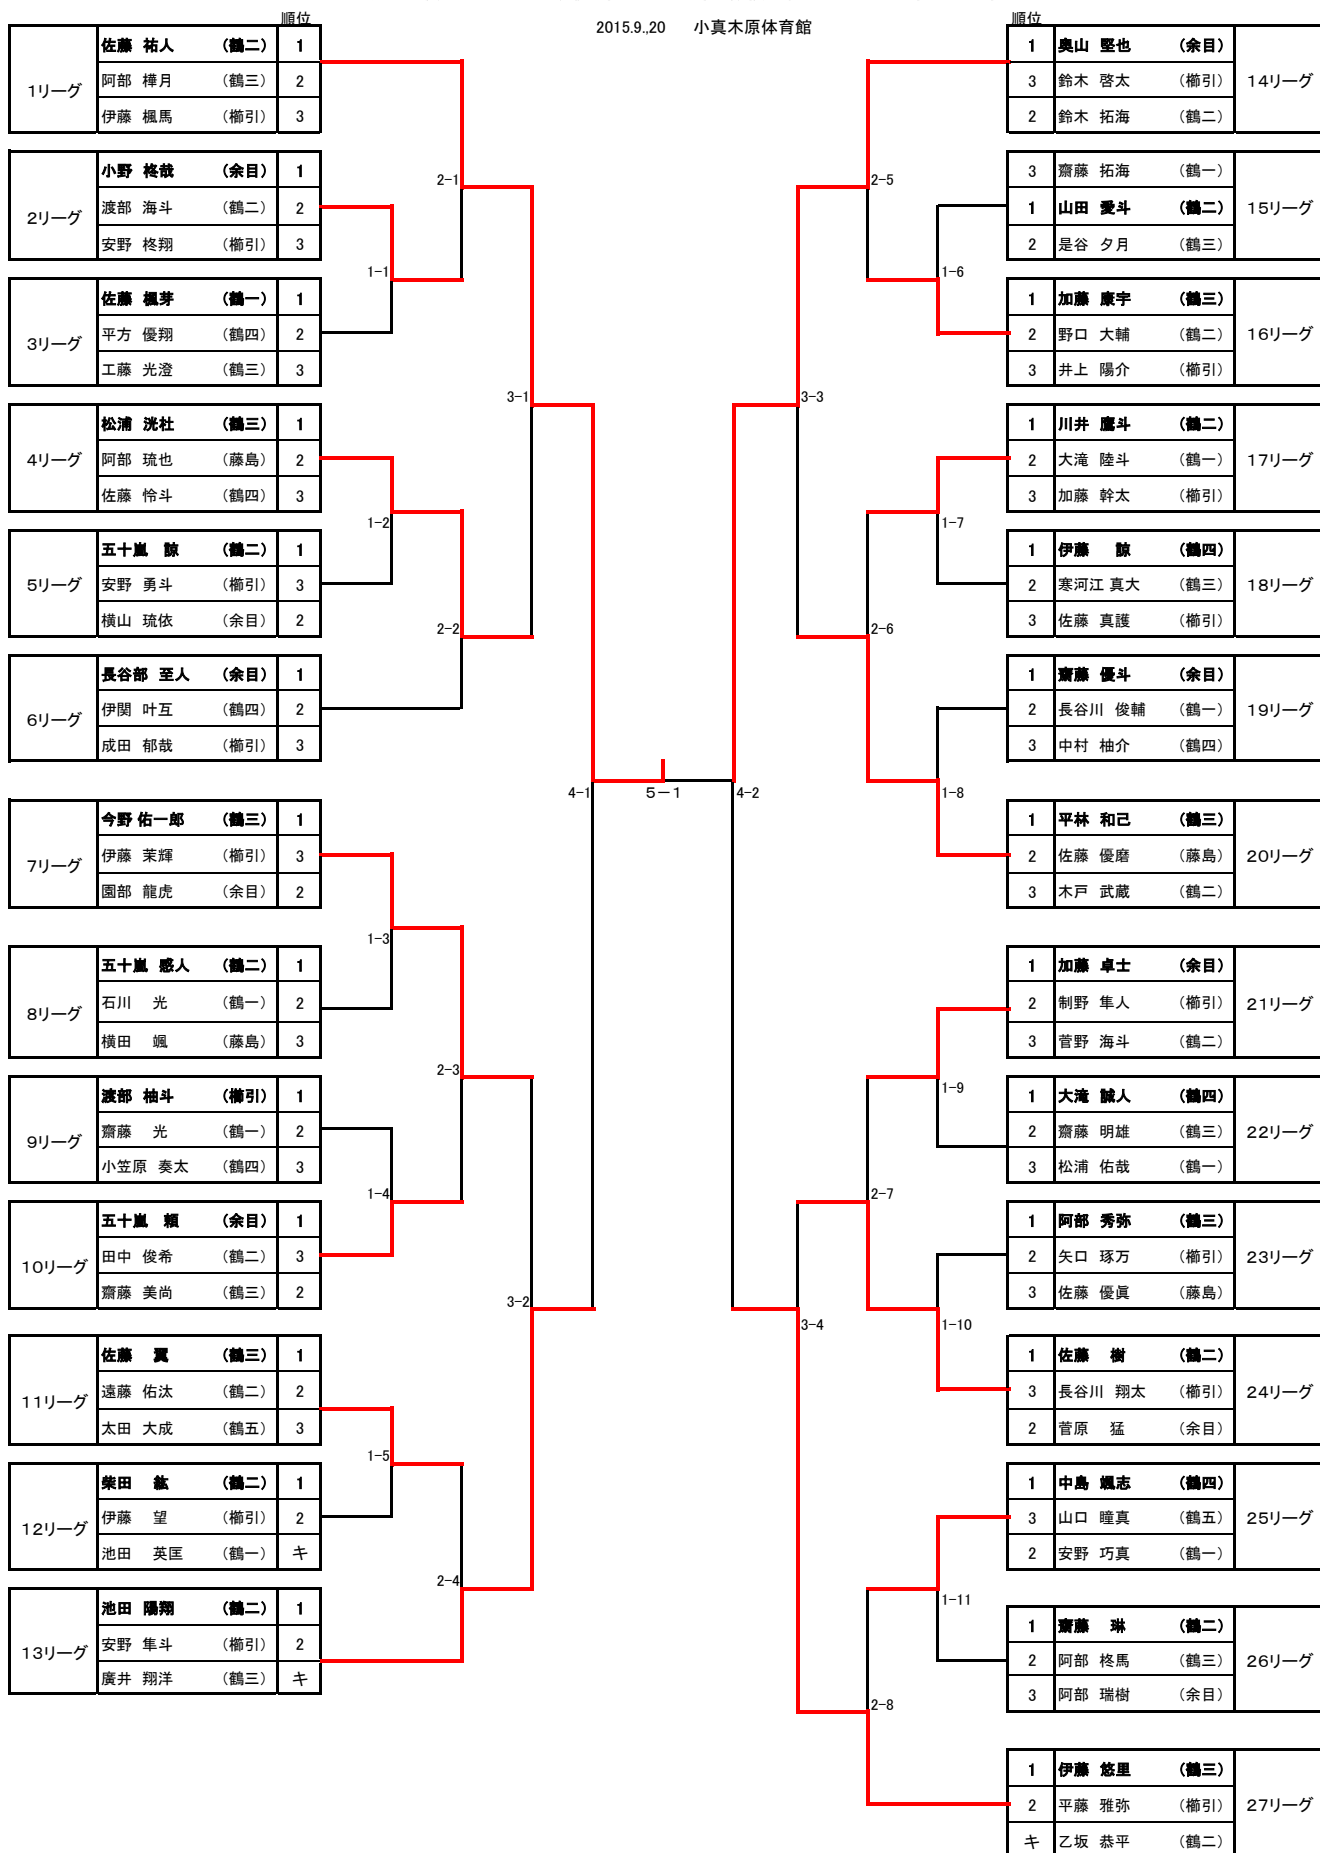 2015.9.,20 小真木原体育館
順位
1リーグ
佐藤 祐人 (鶴二) 1
阿部 樺月 (鶴三) 2
伊藤 楓馬 (櫛引) 3
2リーグ
小野 柊哉 (余目) 1
渡部 海斗 (鶴二) 2
安野 柊翔 (櫛引) 3
3リーグ
佐藤 楓芽 (鶴一) 1
平方 優翔 (鶴四) 2
工藤 光澄 (鶴三) 3
4リーグ
松浦 洸杜 (鶴三) 1
阿部 琉也 (藤島) 2
佐藤 怜斗 (鶴四) 3
5リーグ
五十嵐 諒 (鶴二) 1
安野 勇斗 (櫛引) 3
横山 琉依 (余目) 2
6リーグ
長谷部 至人 (余目) 1
伊関 叶互 (鶴四) 2
成田 郁哉 (櫛引) 3
7リーグ
今野 佑一郎 (鶴三) 1
伊藤 茉輝 (櫛引) 3
園部 龍虎 (余目) 2
8リーグ
五十嵐 感人 (鶴二) 1
石川 光 (鶴一) 2
横田 颯 (藤島) 3
9リーグ
渡部 柚斗 (櫛引) 1
齋藤 光 (鶴一) 2
小笠原 奏太 (鶴四) 3
10リーグ
五十嵐 頼 (余目) 1
田中 俊希 (鶴二) 3
齋藤 美尚 (鶴三) 2
11リーグ
佐藤 翼 (鶴三) 1
遠藤 佑汰 (鶴二) 2
太田 大成 (鶴五) 3
12リーグ
柴田 紘 (鶴二) 1
伊藤 望 (櫛引) 2
池田 英匡 (鶴一) キ
13リーグ
池田 陽翔 (鶴二) 1
安野 隼斗 (櫛引) 2
廣井 翔洋 (鶴三) キ
2-1
1-1
3-1
1-2
2-2
4-1
5-1
4-2
1-3
2-3
1-4
3-2
1-5
2-4
2-5
1-6
3-3
1-7
2-6
1-8
1-9
2-7
3-4
1-10
1-11
2-8
順位
1 奥山 堅也 (余目)
3 鈴木 啓太 (櫛引)
2 鈴木 拓海 (鶴二)
14リーグ
3 齋藤 拓海 (鶴一)
1 山田 愛斗 (鶴二)
2 是谷 夕月 (鶴三)
15リーグ
1 加藤 康宇 (鶴三)
2 野口 大輔 (鶴二)
3 井上 陽介 (櫛引)
16リーグ
1 川井 鷹斗 (鶴二)
2 大滝 陸斗 (鶴一)
3 加藤 幹太 (櫛引)
17リーグ
1 伊藤 諒 (鶴四)
2 寒河江 真大 (鶴三)
3 佐藤 真護 (櫛引)
18リーグ
1 齋藤 優斗 (余目)
2 長谷川 俊輔 (鶴一)
3 中村 柚介 (鶴四)
19リーグ
1 平林 和己 (鶴三)
2 佐藤 優磨 (藤島)
3 木戸 武蔵 (鶴二)
20リーグ
1 加藤 卓士 (余目)
2 制野 隼人 (櫛引)
3 菅野 海斗 (鶴二)
21リーグ
1 大滝 誠人 (鶴四)
2 齋藤 明雄 (鶴三)
3 松浦 佑哉 (鶴一)
22リーグ
1 阿部 秀弥 (鶴三)
2 矢口 琢万 (櫛引)
3 佐藤 優眞 (藤島)
23リーグ
1 佐藤 樹 (鶴二)
3 長谷川 翔太 (櫛引)
2 菅原 猛 (余目)
24リーグ
1 中島 颯志 (鶴四)
3 山口 瞳真 (鶴五)
2 安野 巧真 (鶴一)
25リーグ
1 齋藤 琳 (鶴二)
2 阿部 柊馬 (鶴三)
3 阿部 瑞樹 (余目)
26リーグ
1 伊藤 悠里 (鶴三)
2 平藤 雅弥 (櫛引)
キ 乙坂 恭平 (鶴二)
27リーグ